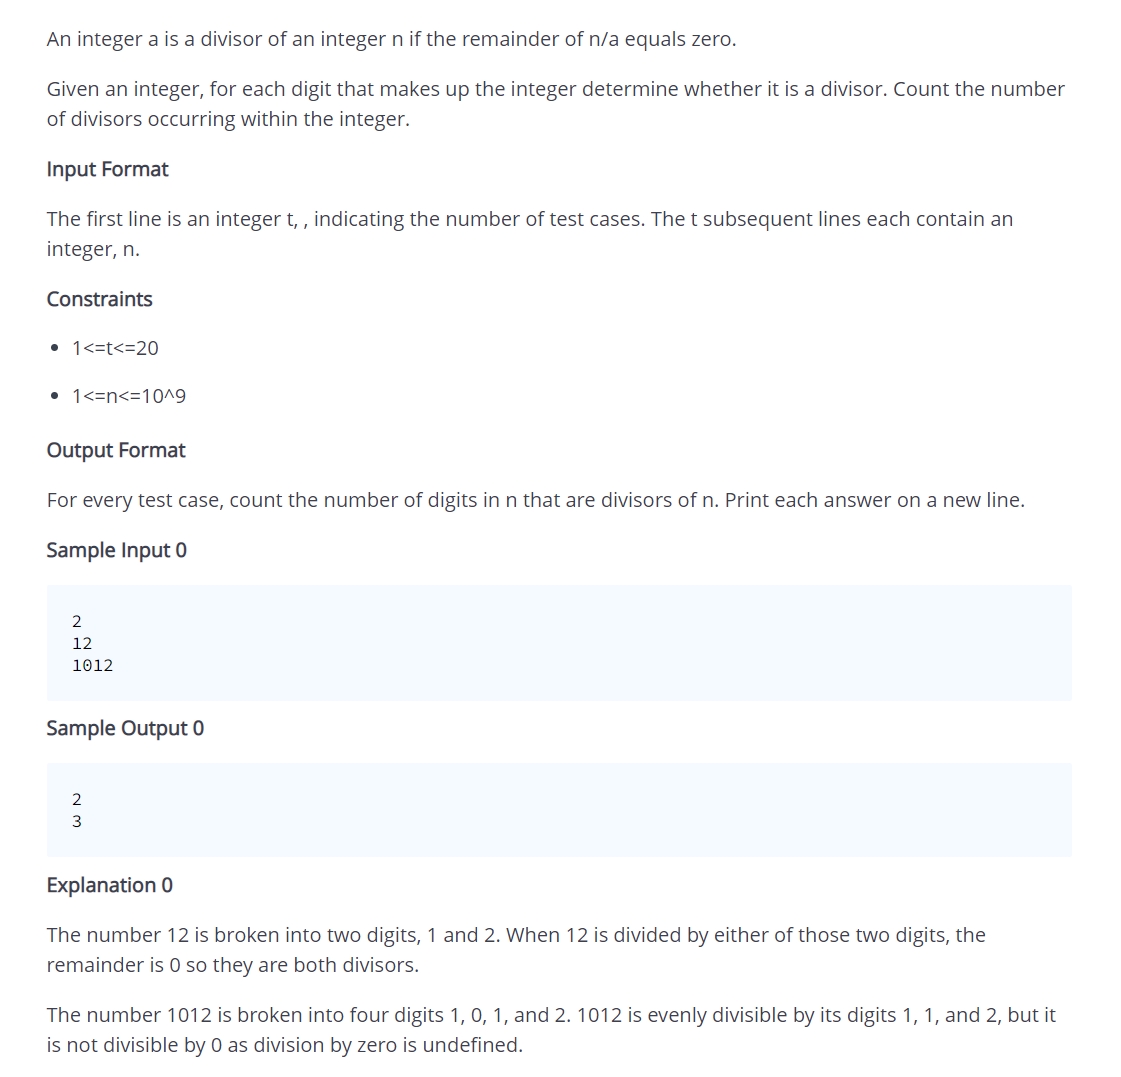 An integer a is a divisor of an integer n if the remainder of n/a equals zero.
Given an integer, for each digit that makes up the integer determine whether it is a divisor. Count the number
of divisors occurring within the integer.
Input Format
The first line is an integer t, , indicating the number of test cases. The t subsequent lines each contain an
integer, n.
Constraints
• 1<=t<=20
• 1<=n<=10^9
Output Format
For every test case, count the number of digits in n that are divisors of n. Print each answer on a new line.
Sample Input 0
2
12
1012
Sample Output 0
2
3
Explanation 0
The number 12 is broken into two digits, 1 and 2. When 12 is divided by either of those two digits, the
remainder is 0 so they are both divisors.
The number 1012 is broken into four digits 1, 0, 1, and 2. 1012 is evenly divisible by its digits 1, 1, and 2, but it
is not divisible by 0 as division by zero is undefined.